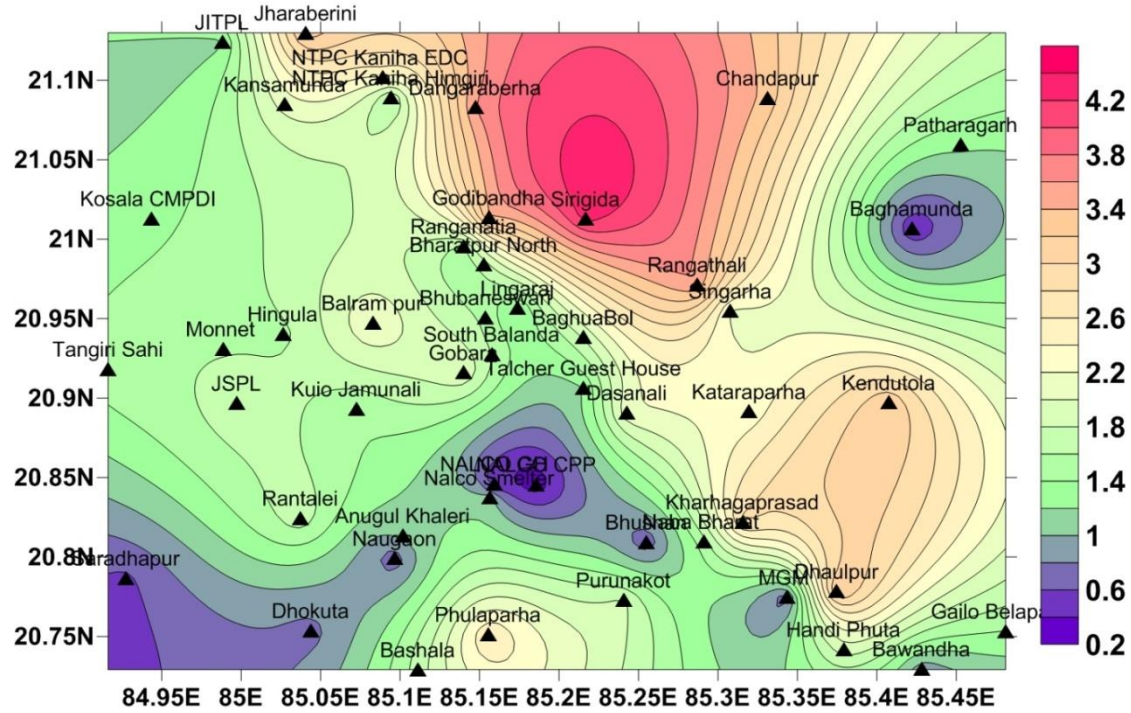 Jharaberini
JITPL
NTPC Kaniha EDC
21.1N
NTPC Kaniha Himgiri
Chandapur
4.2
Kansamunda
Dangaraberha
Patharagarh
21.05N
3.8
Kosala CMPDI
Godibandha
Sirigida
Baghamunda
3.4
21N
Ranganatia
Bharatpur North
Rangathali
3
Lingaraj
Singarha
20.95N
Balram pur
Bhubaneswari
2.6
Hingula
BaghuaBol
Monnet
South Balanda
Tangiri Sahi
Gobara
Talcher Guest House
2.2
JSPL
Kuio Jamunali
Dasanali
Kataraparha
Kendutola
20.9N
1.8
20.85N
NALCO
CPP
1.4
Nalco Smelter
Rantalei
Kharhagaprasad
Anugul Khaleri
Bhushan
Naba Bharat
1
20.8N
Saradhapur
Naugaon
Purunakot
MGM
Dhaulpur
0.6
Dhokuta
Phulaparha
Gailo Belapa
20.75N
Handi Phuta
0.2
Bashala
Bawandha
84.95E
85E
85.05E
85.1E
85.15E
85.2E
85.25E
85.3E
85.35E
85.4E
85.45E